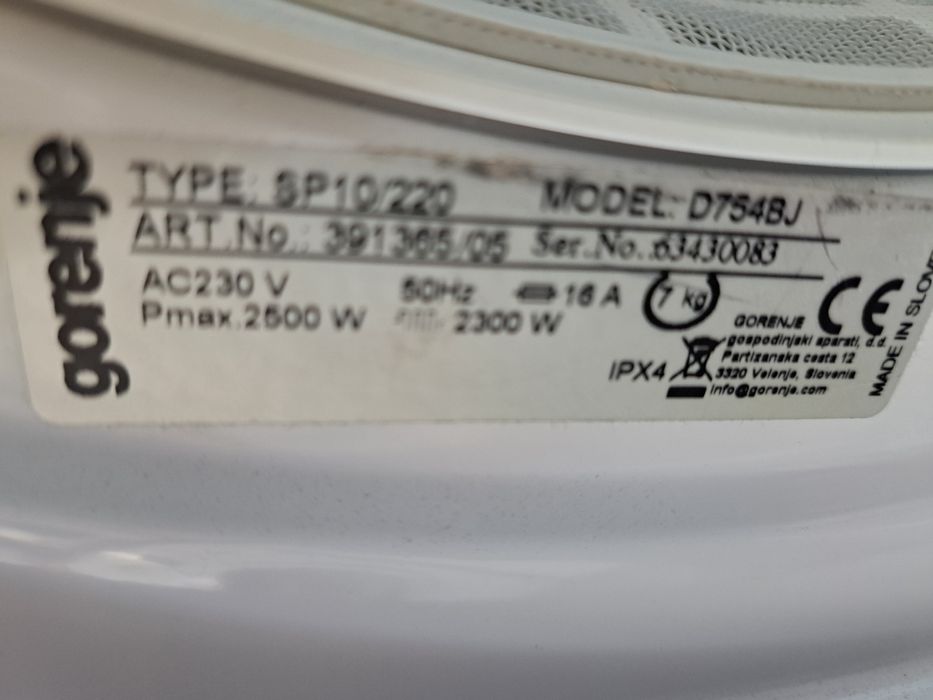 gorenje
TYPE: SP10/220 MODEL: D754BJ
ART.No.: 391365/05 Ser.No.:63430083
AC230 V 50Hz 16 A 7 kg
Pmax.2500 W 2300 W
IPX4
GORENJE
gospodinjski aparati, d.d.
Partizanska cesta 12
3320 Velenje, Slovenia
info@gorenje.com
CE
MADE IN SLOVE